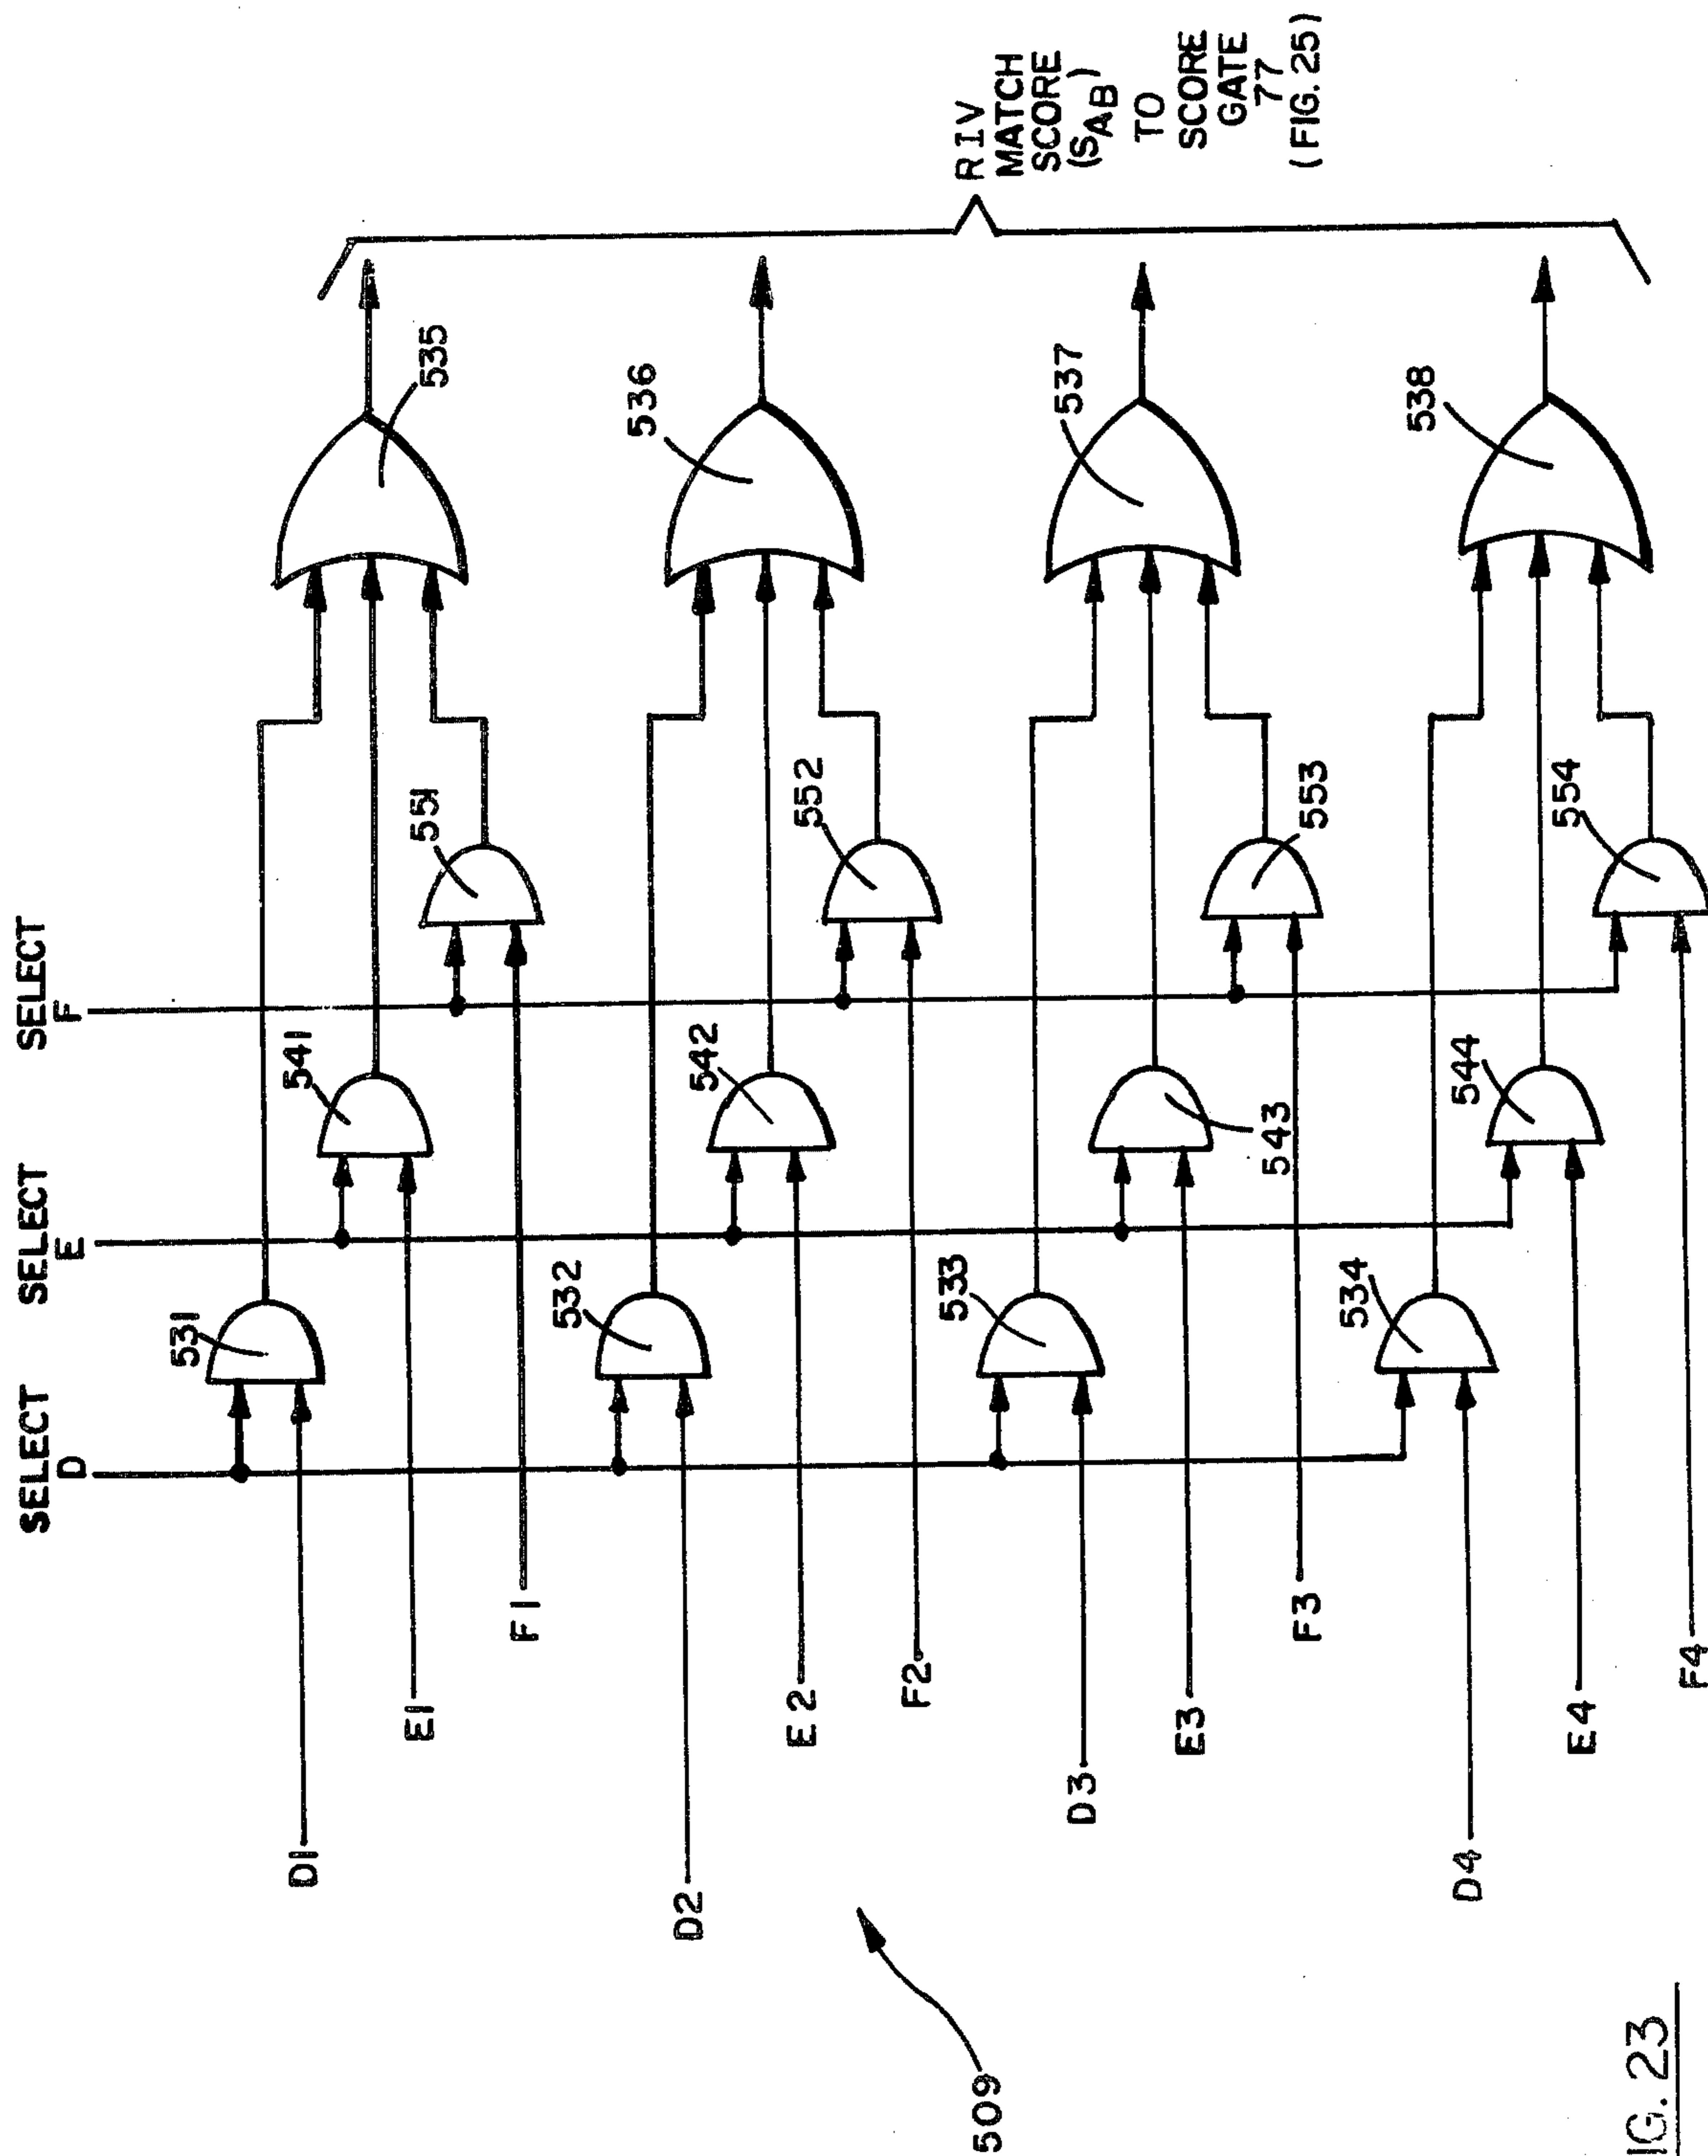 SELECT
D
SELECT
E
SELECT
F
531
541
551
535
D1
E1
F1
532
542
552
536
D2
E2
F2
509
533
543
553
537
D3
E3
F3
534
544
554
538
D4
E4
F4
RIV
MATCH
SCORE
(SAB)
TO
SCORE
GATE
77
(FIG. 25)
IG. 23